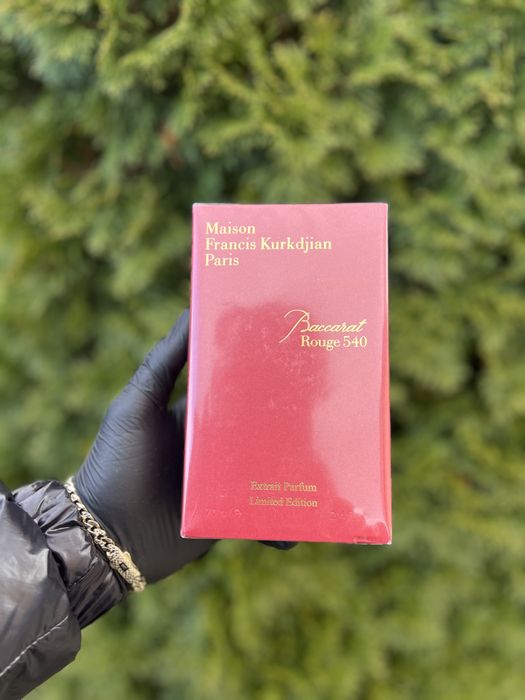 Maison
Francis Kurkdjian
Paris
Baccarat
Rouge 540
Extrait Parfum
Limited Edition